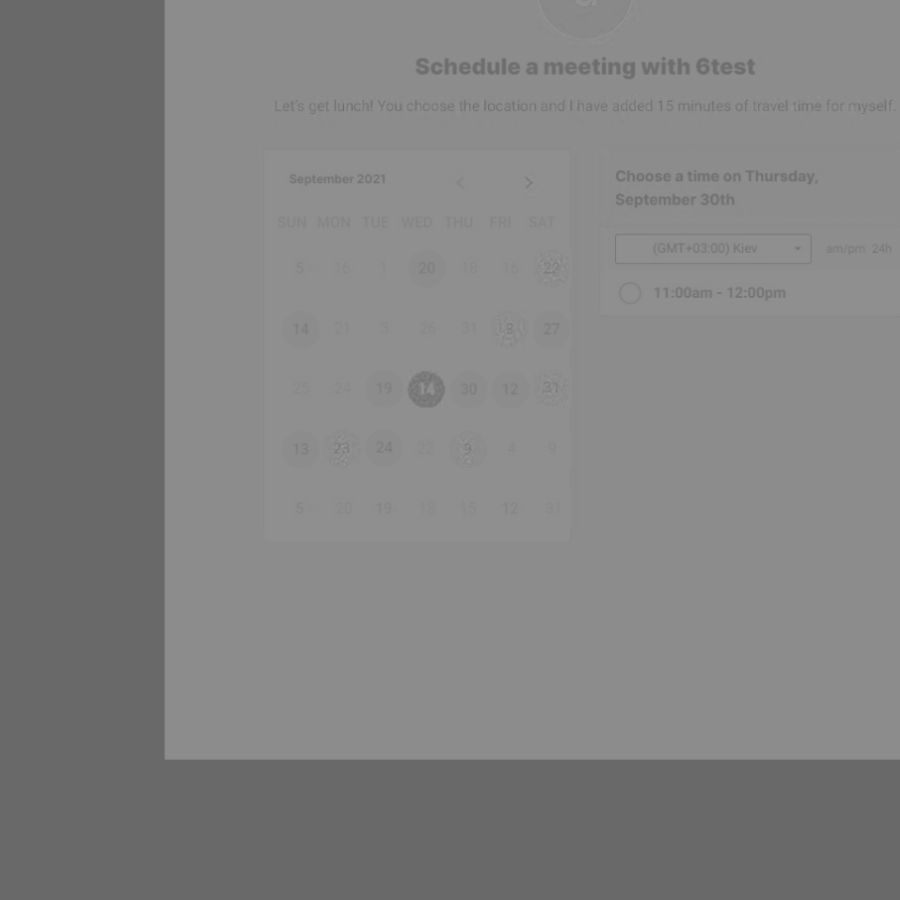 Schedule a meeting with 6test
Let's get lunch! You choose the location and I have added 15 minutes of travel time for myself.
September 2021
SUN MON TUE WED THU FRI SAT
5 16 1 20 18 16 22
14 21 3 26 31 27
25 24 19 14 30 12 31
13 23 24 22 9 4 9
5 20 19 18 15 12 31
Choose a time on Thursday,
September 30th
(GMT+03:00) Kiev am/pm 24h
11:00am - 12:00pm